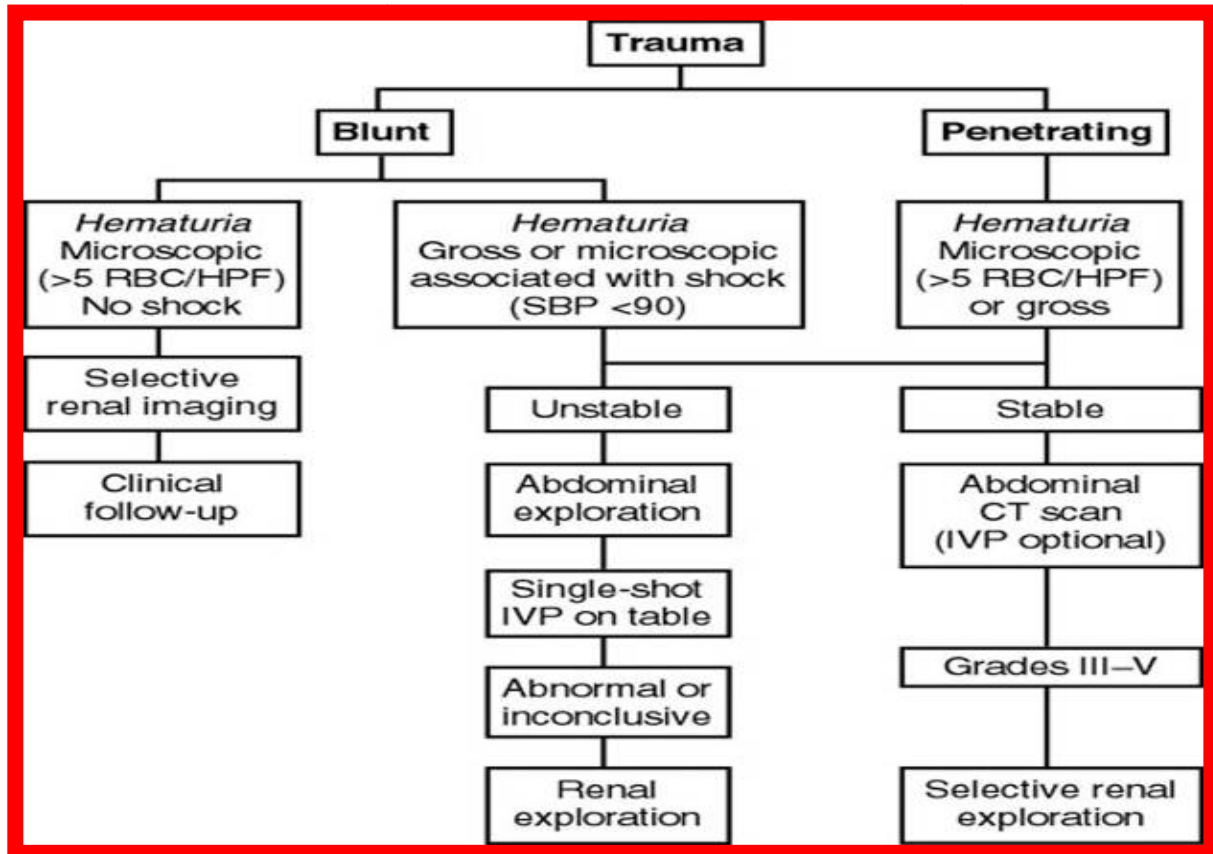 Trauma
Blunt
Penetrating
Hematuria
Microscopic
(>5 RBC/HPF)
No shock
Hematuria
Gross or microscopic
associated with shock
(SBP <90)
Hematuria
Microscopic
(>5 RBC/HPF)
or gross
Selective
renal imaging
Unstable
Stable
Clinical
follow-up
Abdominal
exploration
Abdominal
CT scan
(IVP optional)
Single-shot
IVP on table
Grades III–V
Abnormal or
inconclusive
Renal
exploration
Selective renal
exploration